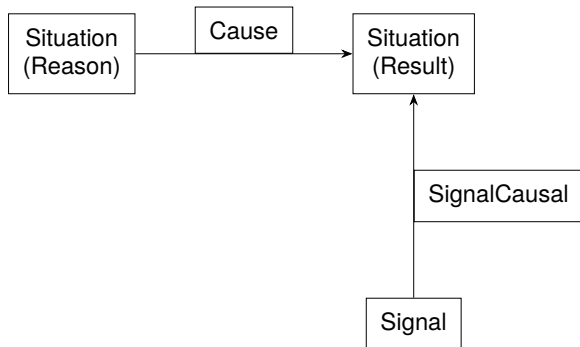 Situation
(Reason)
Cause
Situation
(Result)
SignalCausal
Signal